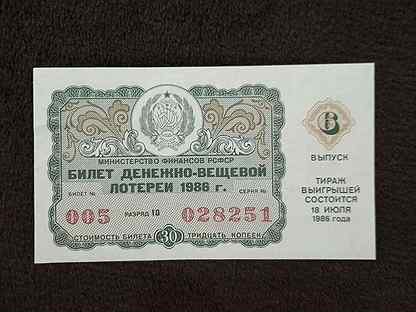 МИНИСТЕРСТВО ФИНАНСОВ РСФСР
БИЛЕТ ДЕНЕЖНО-ВЕЩЕВОЙ
ЛОТЕРЕИ 1986 г.
БИЛЕТ № СЕРИЯ №
005 РАЗРЯД 10 028251
СТОИМОСТЬ БИЛЕТА 30 ТРИДЦАТЬ КОПЕЕК
6
ВЫПУСК
ТИРАЖ
ВЫИГРЫШЕЙ
СОСТОИТСЯ
18 ИЮЛЯ
1986 года